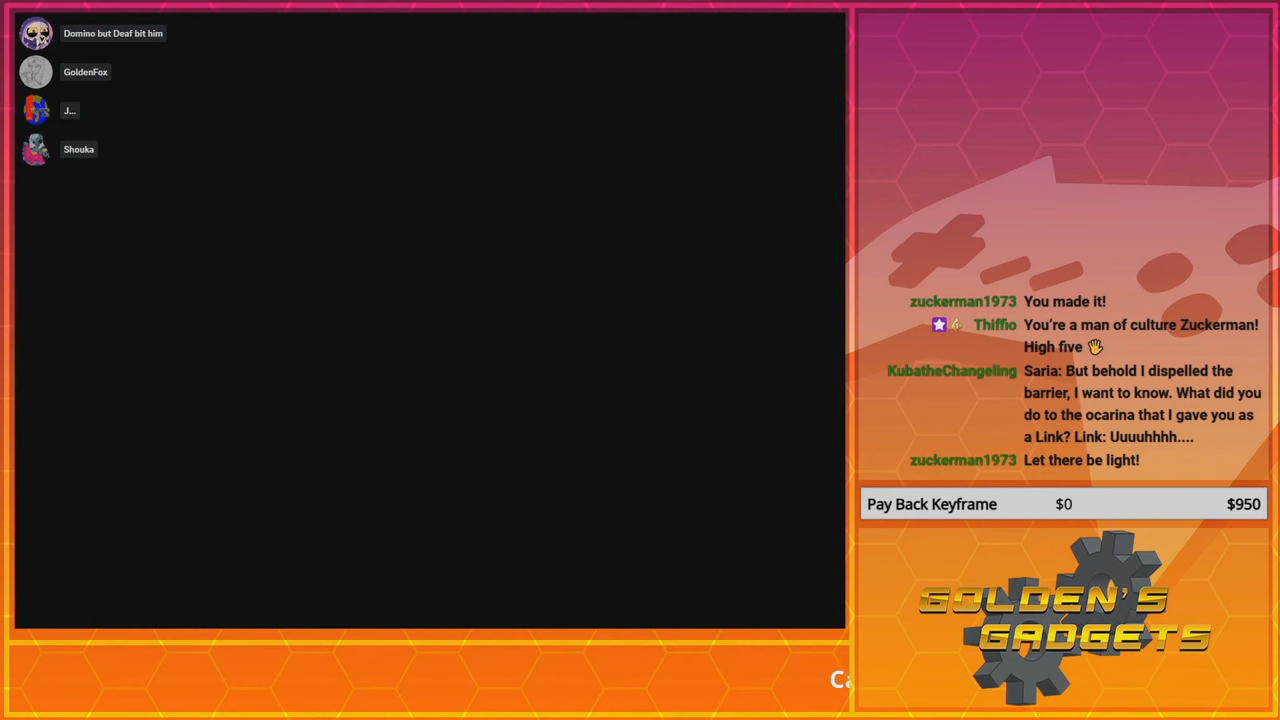 Domino but Deaf bit him
GoldenFox
J...
Shouka
zuckerman1973 You made it!
Thiffio You're a man of culture Zuckerman!
High five 🖐
KubatheChangeling Saria: But behold I dispelled the
barrier, I want to know. What did you
do to the ocarina that I gave you as
a Link? Link: Uuuuhhhh....
zuckerman1973 Let there be light!
Pay Back Keyframe $0 $950
GOLDEN'S
GADGETS